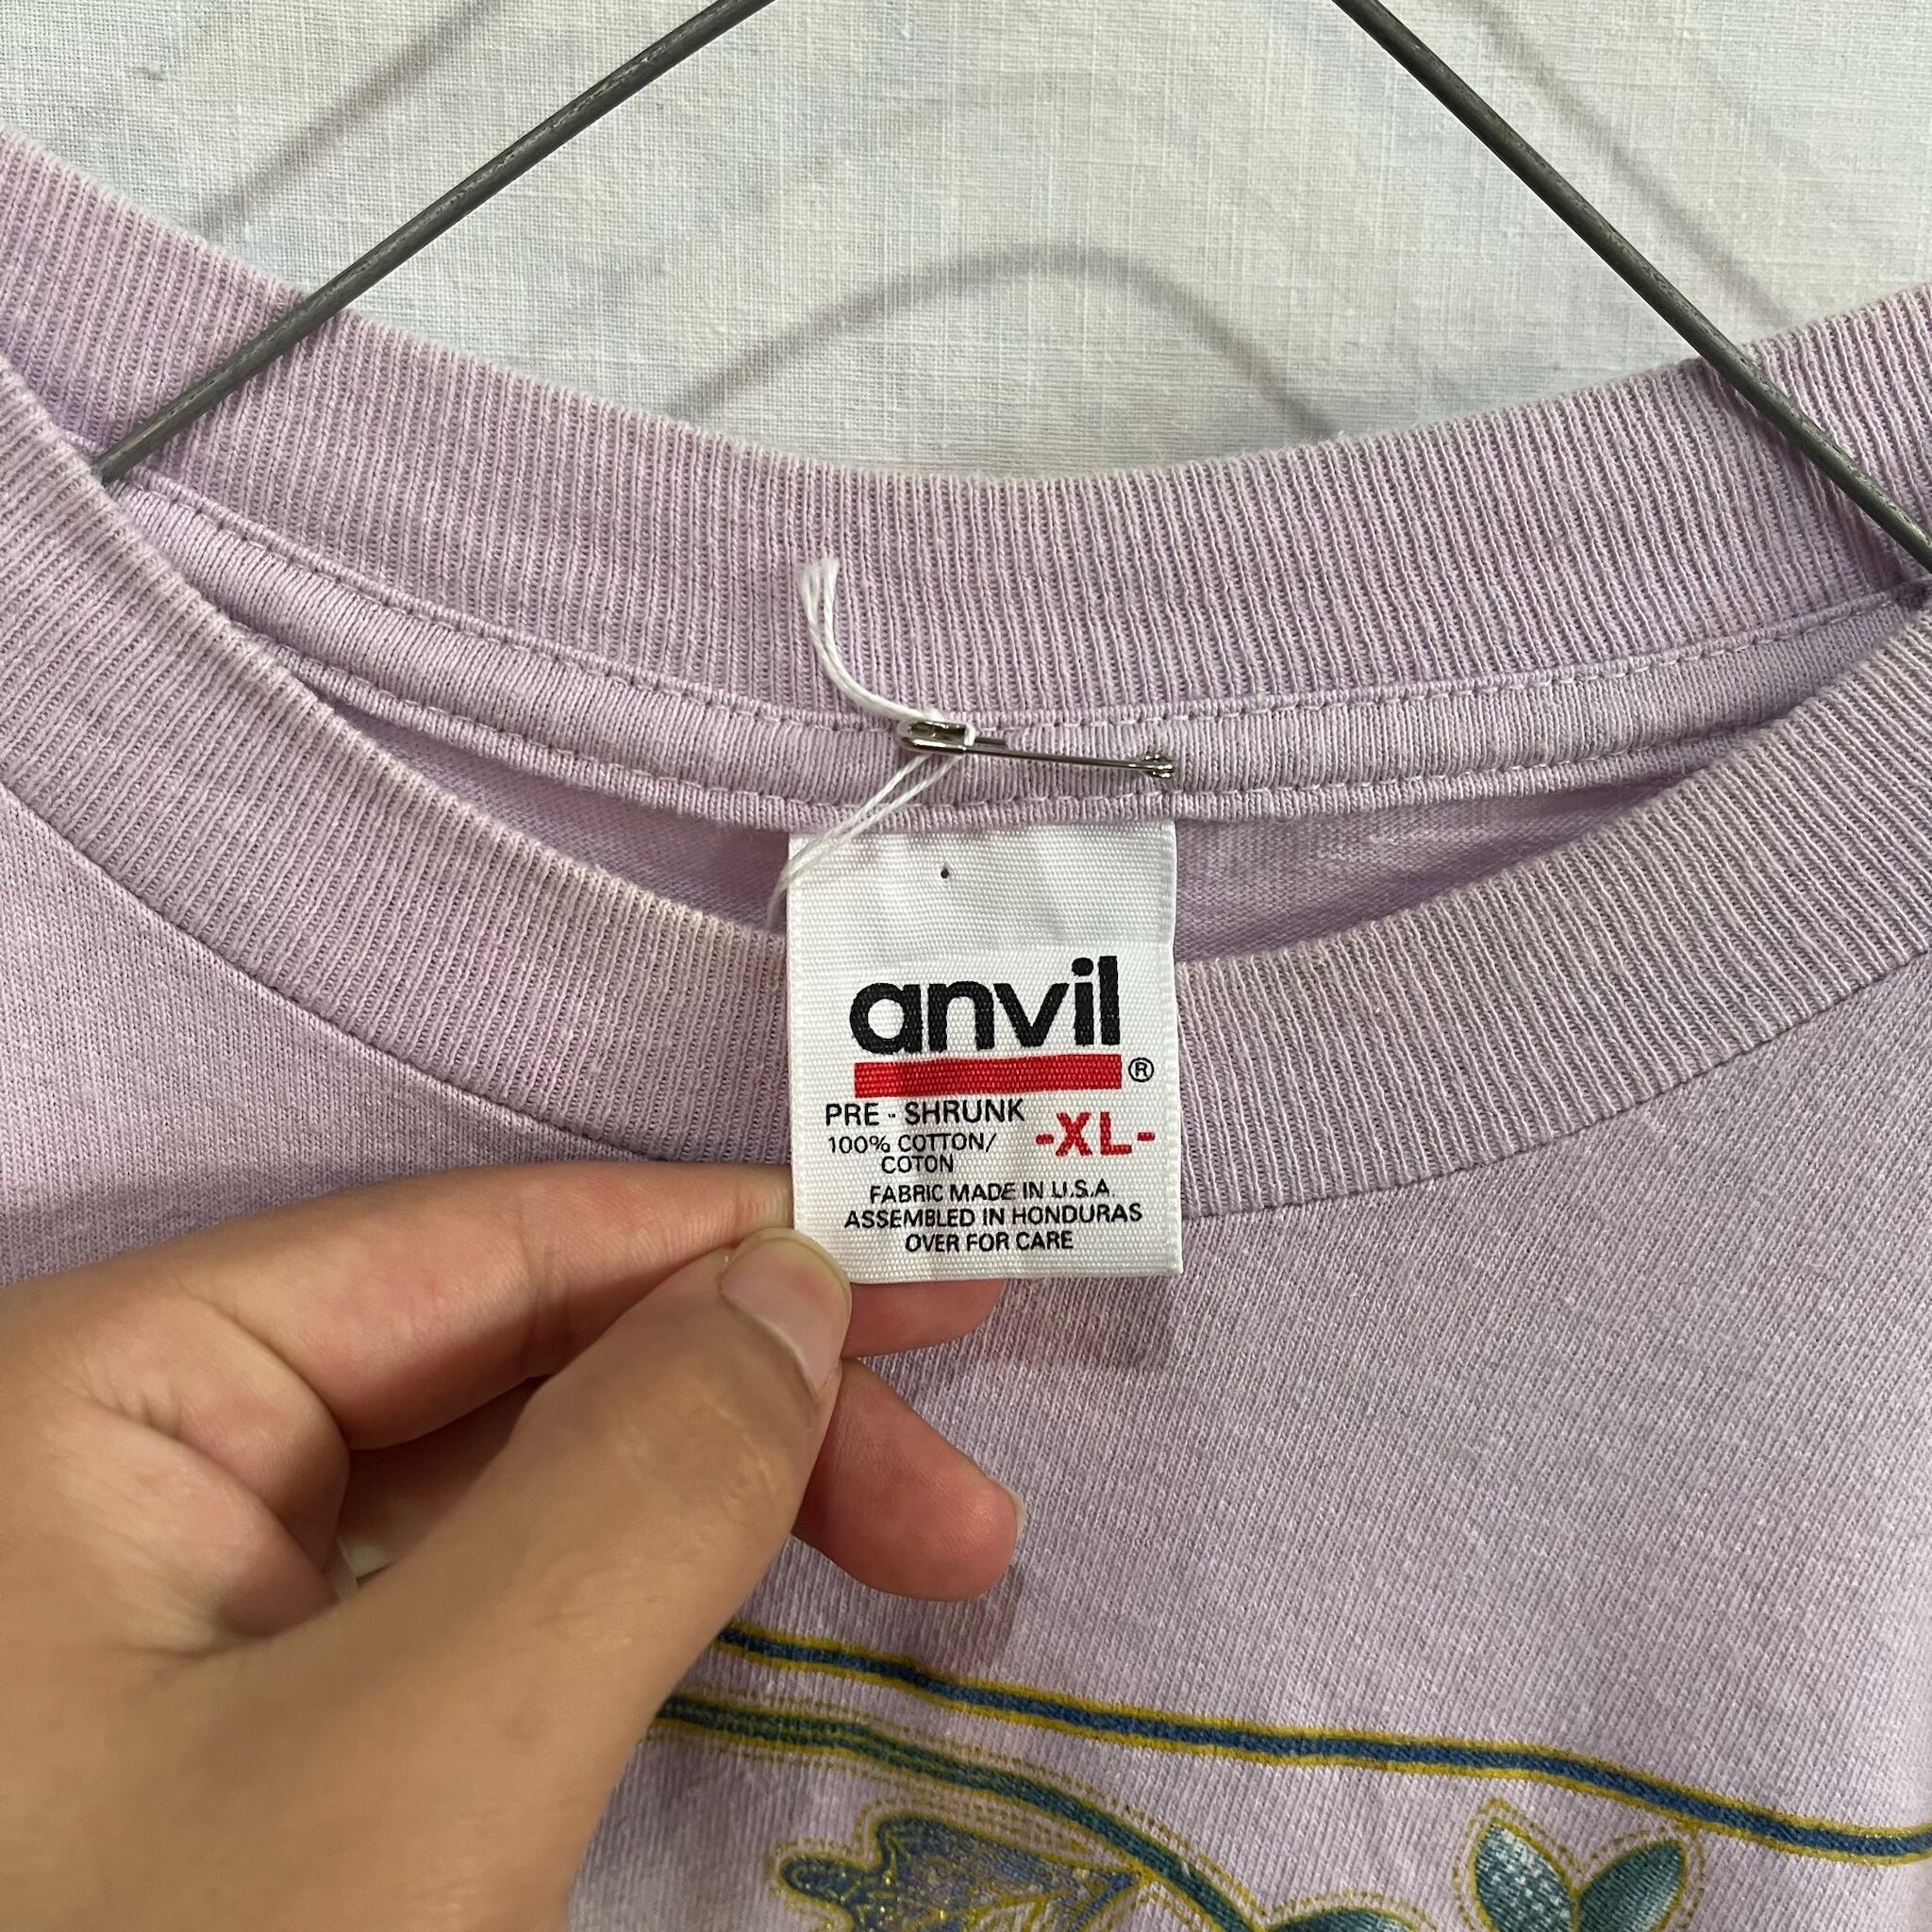 anvil®
PRE - SHRUNK
-XL-
100% COTTON/
COTON
FABRIC MADE IN U.S.A.
ASSEMBLED IN HONDURAS
OVER FOR CARE